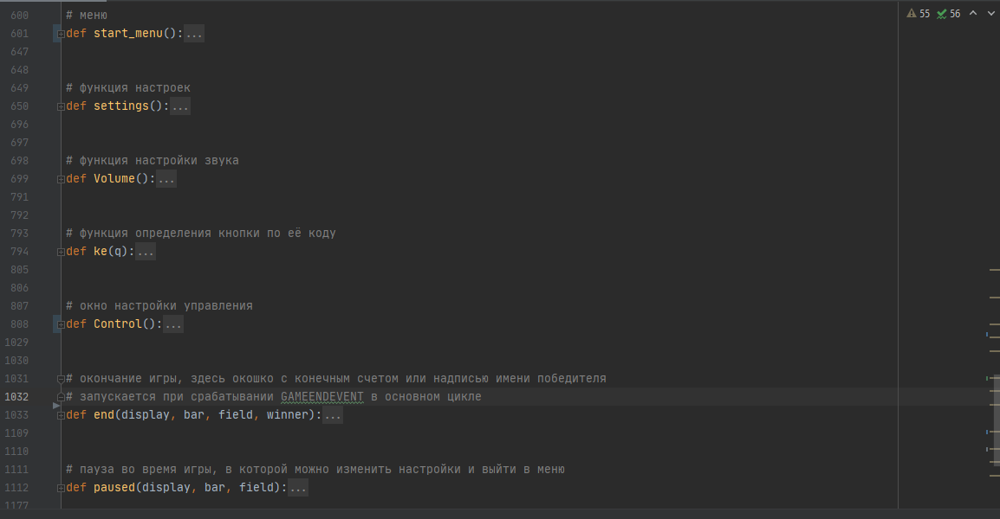 55 56
600 # меню
601 def start_menu():...
647
648
649 # функция настроек
650 def settings():...
696
697
698 # функция настройки звука
699 def Volume():...
791
792
793 # функция определения кнопки по её коду
794 def ke(q):...
805
806
807 # окно настройки управления
808 def Control():...
1029
1030
1031 # окончание игры, здесь окошко с конечным счетом или надписью имени победителя
1032 # запускается при срабатывании GAMEENDEVENT в основном цикле
1033 def end(display, bar, field, winner):...
1109
1110
1111 # пауза во время игры, в которой можно изменить настройки и выйти в меню
1112 def paused(display, bar, field):...
1177